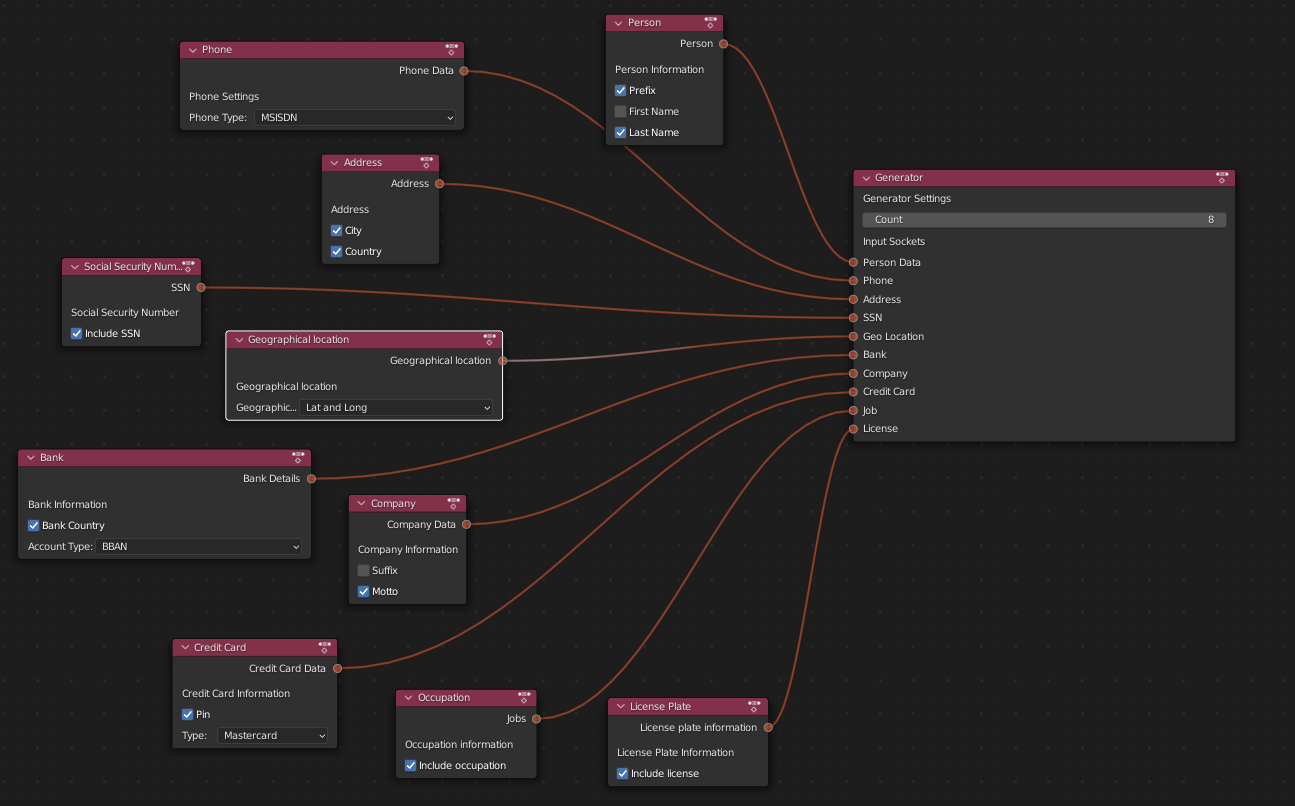 Person
Person
Person Information
Prefix
First Name
Last Name
Phone
Phone Data
Phone Settings
Phone Type: MSISDN
Address
Address
Address
City
Country
Social Security Num...
SSN
Social Security Number
Include SSN
Geographical location
Geographical location
Geographical location
Geographic... Lat and Long
Bank
Bank Details
Bank Information
Bank Country
Account Type: BBAN
Company
Company Data
Company Information
Suffix
Motto
Credit Card
Credit Card Data
Credit Card Information
Pin
Type: Mastercard
Occupation
Jobs
Occupation information
Include occupation
License Plate
License plate information
License Plate Information
Include license
Generator
Generator Settings
Count 8
Input Sockets
Person Data
Phone
Address
SSN
Geo Location
Bank
Company
Credit Card
Job
License